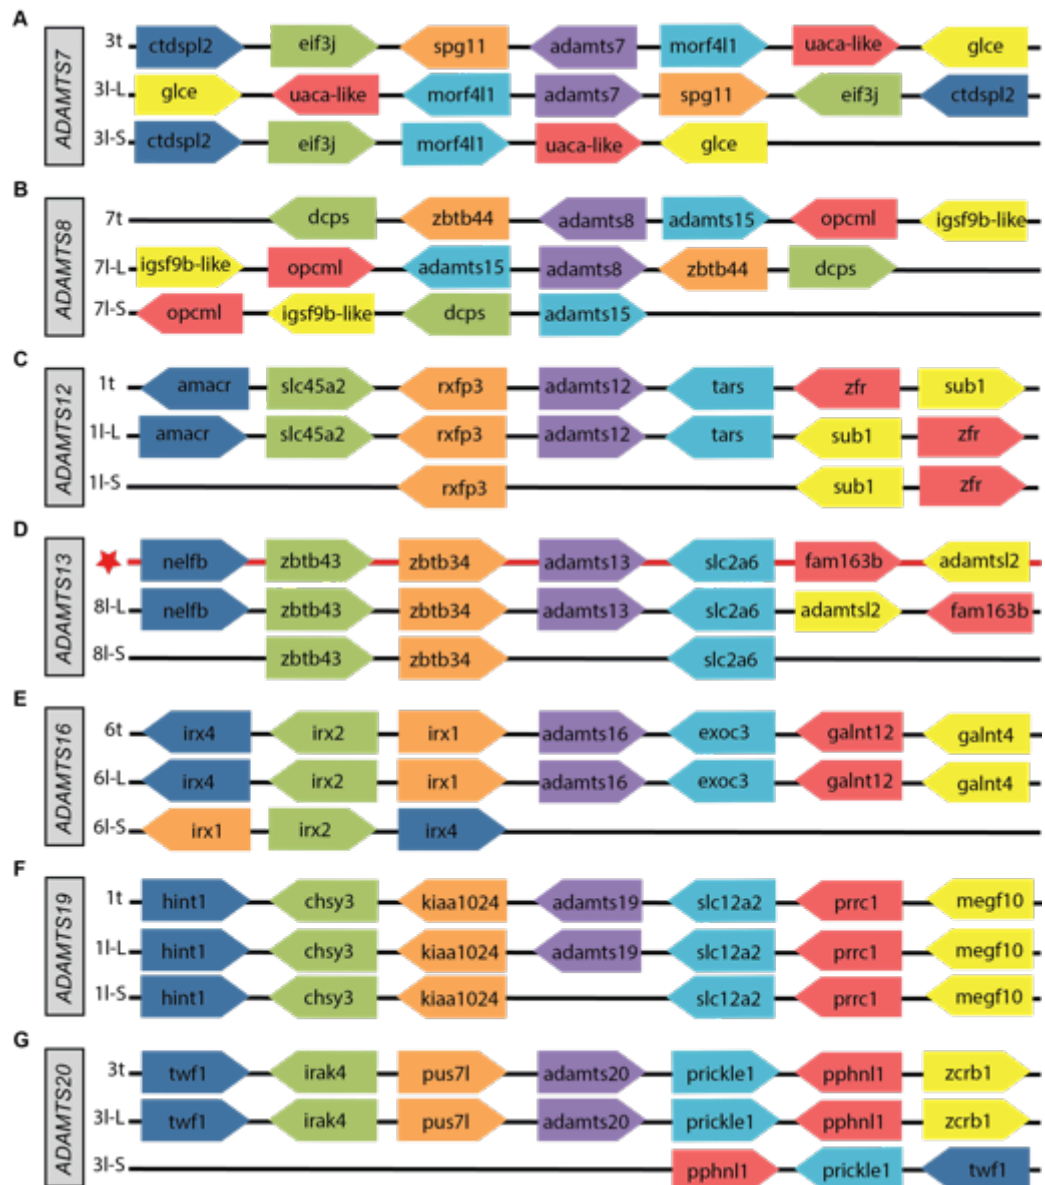 A
ADAMTS7
3t ctdspl2 eif3j spg11 adamts7 morf4l1 uaca-like glce
3l-L glce uaca-like morf4l1 adamts7 spg11 eif3j ctdspl2
3l-S ctdspl2 eif3j morf4l1 uaca-like glce
B
ADAMTS8
7t dcps zbtb44 adamts8 adamts15 opcml igsf9b-like
7l-L igsf9b-like opcml adamts15 adamts8 zbtb44 dcps
7l-S opcml igsf9b-like dcps adamts15
C
ADAMTS12
1t amacr slc45a2 rxfp3 adamts12 tars zfr sub1
1l-L amacr slc45a2 rxfp3 adamts12 tars sub1 zfr
1l-S rxfp3 sub1 zfr
D
ADAMTS13
nelfb zbtb43 zbtb34 adamts13 slc2a6 fam163b adamtsl2
8l-L nelfb zbtb43 zbtb34 adamts13 slc2a6 adamtsl2 fam163b
8l-S zbtb43 zbtb34 slc2a6
E
ADAMTS16
6t irx4 irx2 irx1 adamts16 exoc3 galnt12 galnt4
6l-L irx4 irx2 irx1 adamts16 exoc3 galnt12 galnt4
6l-S irx1 irx2 irx4
F
ADAMTS19
1t hint1 chsy3 kiaa1024 adamts19 slc12a2 prrc1 megf10
1l-L hint1 chsy3 kiaa1024 adamts19 slc12a2 prrc1 megf10
1l-S hint1 chsy3 kiaa1024 slc12a2 prrc1 megf10
G
ADAMTS20
3t twf1 irak4 pus7l adamts20 prickle1 pphnl1 zcrb1
3l-L twf1 irak4 pus7l adamts20 prickle1 pphnl1 zcrb1
3l-S pphnl1 prickle1 twf1